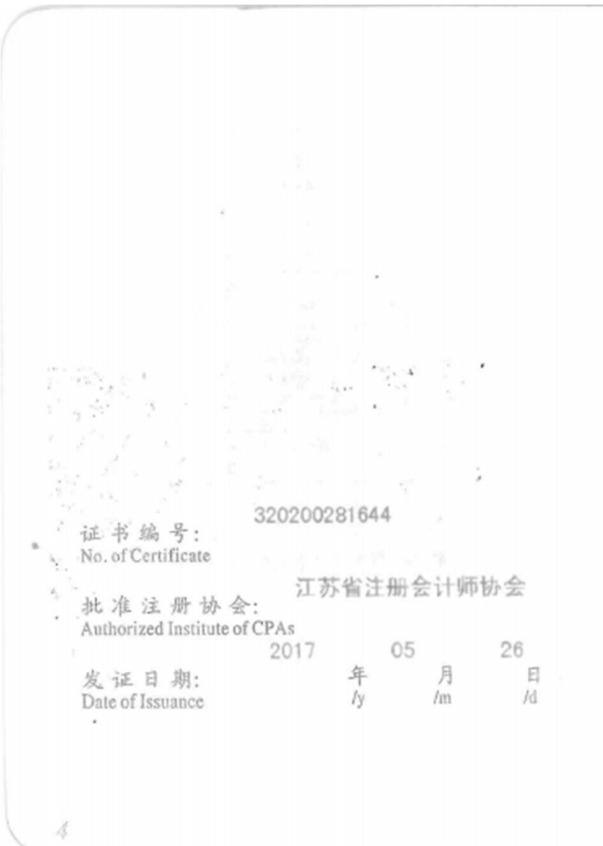 320200281644
证书编号:
No. of Certificate
江苏省注册会计师协会
批准注册协会:
Authorized Institute of CPAs
2017 05 26
发证日期: 年 月 日
Date of Issuance /y /m /d